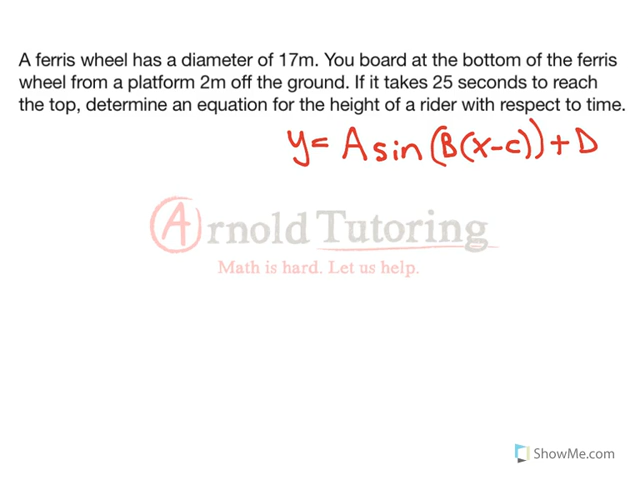 A ferris wheel has a diameter of 17m. You board at the bottom of the ferris
wheel from a platform 2m off the ground. If it takes 25 seconds to reach
the top, determine an equation for the height of a rider with respect to time.
y= A sin (B(x-c))+D
Arnold Tutoring
Math is hard. Let us help.
ShowMe.com